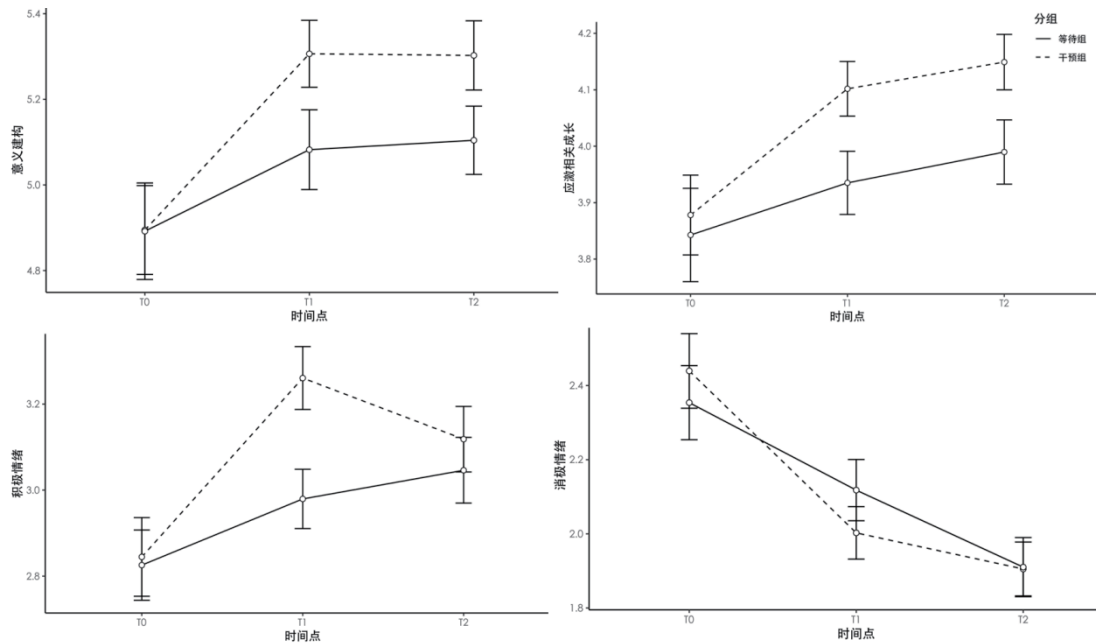 5.4
5.2
5.0
4.8
意义建构
T0
T1
T2
时间点
分组
等待组
干预组
4.2
4.1
4.0
3.9
3.8
应激相关成长
T0
T1
T2
时间点
3.2
3.0
2.8
积极情绪
T0
T1
T2
时间点
2.4
2.2
2.0
1.8
消极情绪
T0
T1
T2
时间点